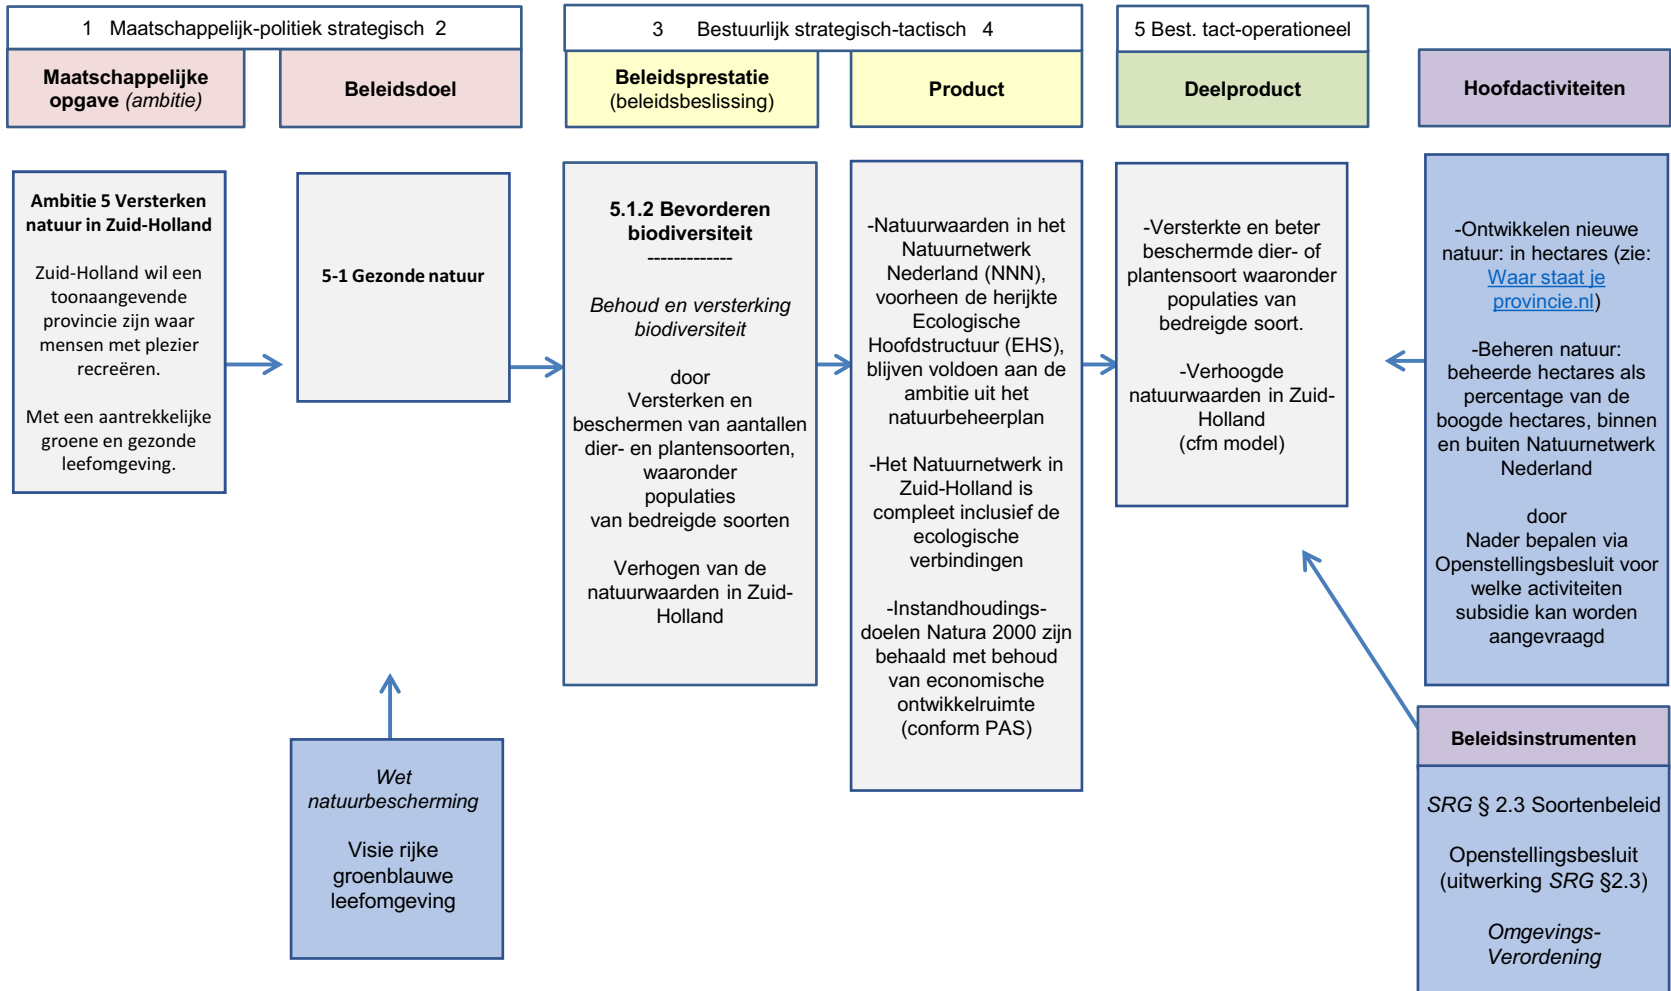 1 Maatschappelijk-politiek strategisch 2
3 Bestuurlijk strategisch-tactisch 4
5 Best. tact-operationeel
Maatschappelijke
opgave (ambitie)
Beleidsdoel
Beleidsprestatie
(beleidsbeslissing)
Product
Deelproduct
Hoofdactiviteiten
Ambitie 5 Versterken
natuur in Zuid-Holland
Zuid-Holland wil een
toonaangevende
provincie zijn waar
mensen met plezier
recreëren.
Met een aantrekkelijke
groene en gezonde
leefomgeving.
5-1 Gezonde natuur
5.1.2 Bevorderen
biodiversiteit
-------------
Behoud en versterking
biodiversiteit
door
Versterken en
beschermen van aantallen
dier- en plantensoorten,
waaronder
populaties
van bedreigde soorten
Verhogen van de
natuurwaarden in Zuid-
Holland
-Natuurwaarden in het
Natuurnetwerk
Nederland (NNN),
voorheen de herijkte
Ecologische
Hoofdstructuur (EHS),
blijven voldoen aan de
ambitie uit het
natuurbeheerplan
-Het Natuurnetwerk in
Zuid-Holland is
compleet inclusief de
ecologische
verbindingen
-Instandhoudings-
doelen Natura 2000 zijn
behaald met behoud
van economische
ontwikkelruimte
(conform PAS)
-Versterkte en beter
beschermde dier- of
plantensoort waaronder
populaties van
bedreigde soort.
-Verhoogde
natuurwaarden in Zuid-
Holland
(cfm model)
-Ontwikkelen nieuwe
natuur: in hectares (zie:
Waar staat je
provincie.nl)
-Beheren natuur:
beheerde hectares als
percentage van de
boogde hectares, binnen
en buiten Natuurnetwerk
Nederland
door
Nader bepalen via
Openstellingsbesluit voor
welke activiteiten
subsidie kan worden
aangevraagd
Wet
natuurbescherming
Visie rijke
groenblauwe
leefomgeving
Beleidsinstrumenten
SRG § 2.3 Soortenbeleid
Openstellingsbesluit
(uitwerking SRG §2.3)
Omgevings-
Verordening